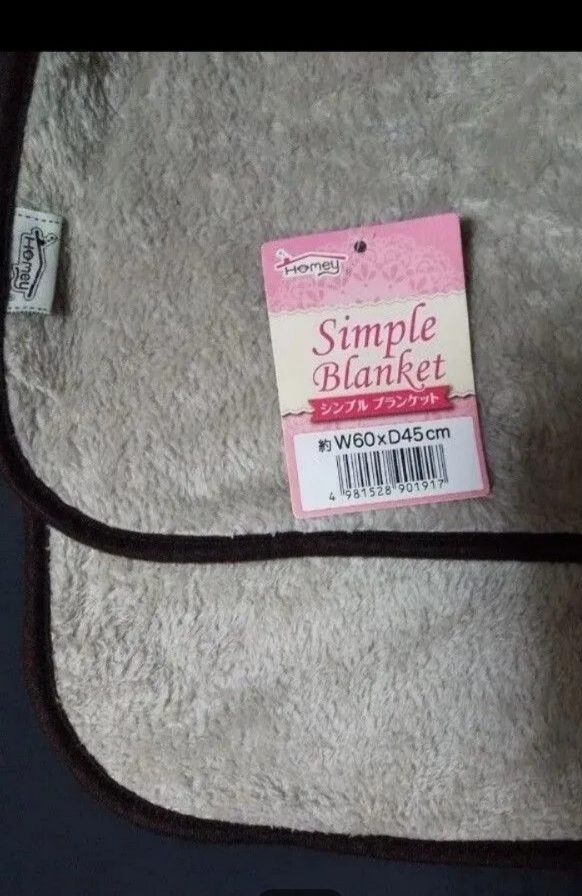 Homey
Homey
Simple
Blanket
シンプル ブランケット
約 W60xD45cm
4 981528 901917